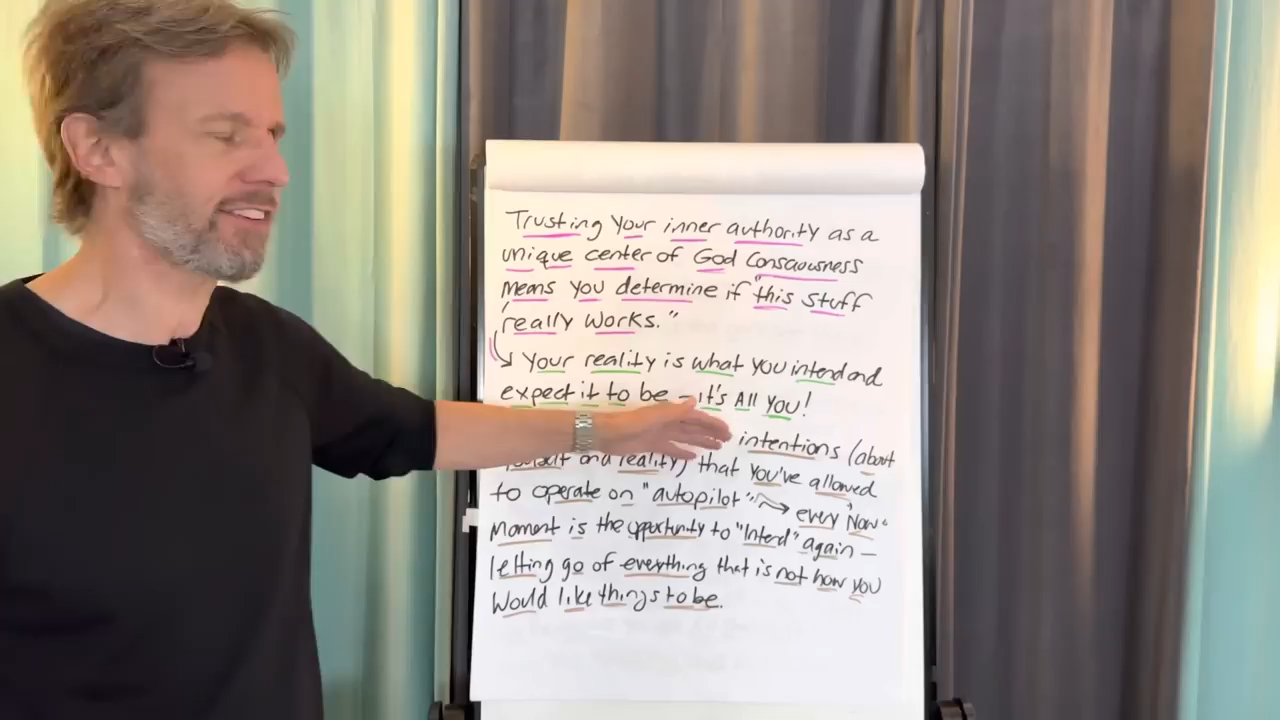 Trusting your inner authority as a
unique center of God Consciousness
means you determine if "this stuff
really works."
↘ your reality is what you intend and
expect it to be - it's All you!
intentions (about
and reality) that you've allowed
to operate on "autopilot" → every "Now"
Moment is the opportunity to "Intend" again –
letting go of everything that is not how you
would like things to be.